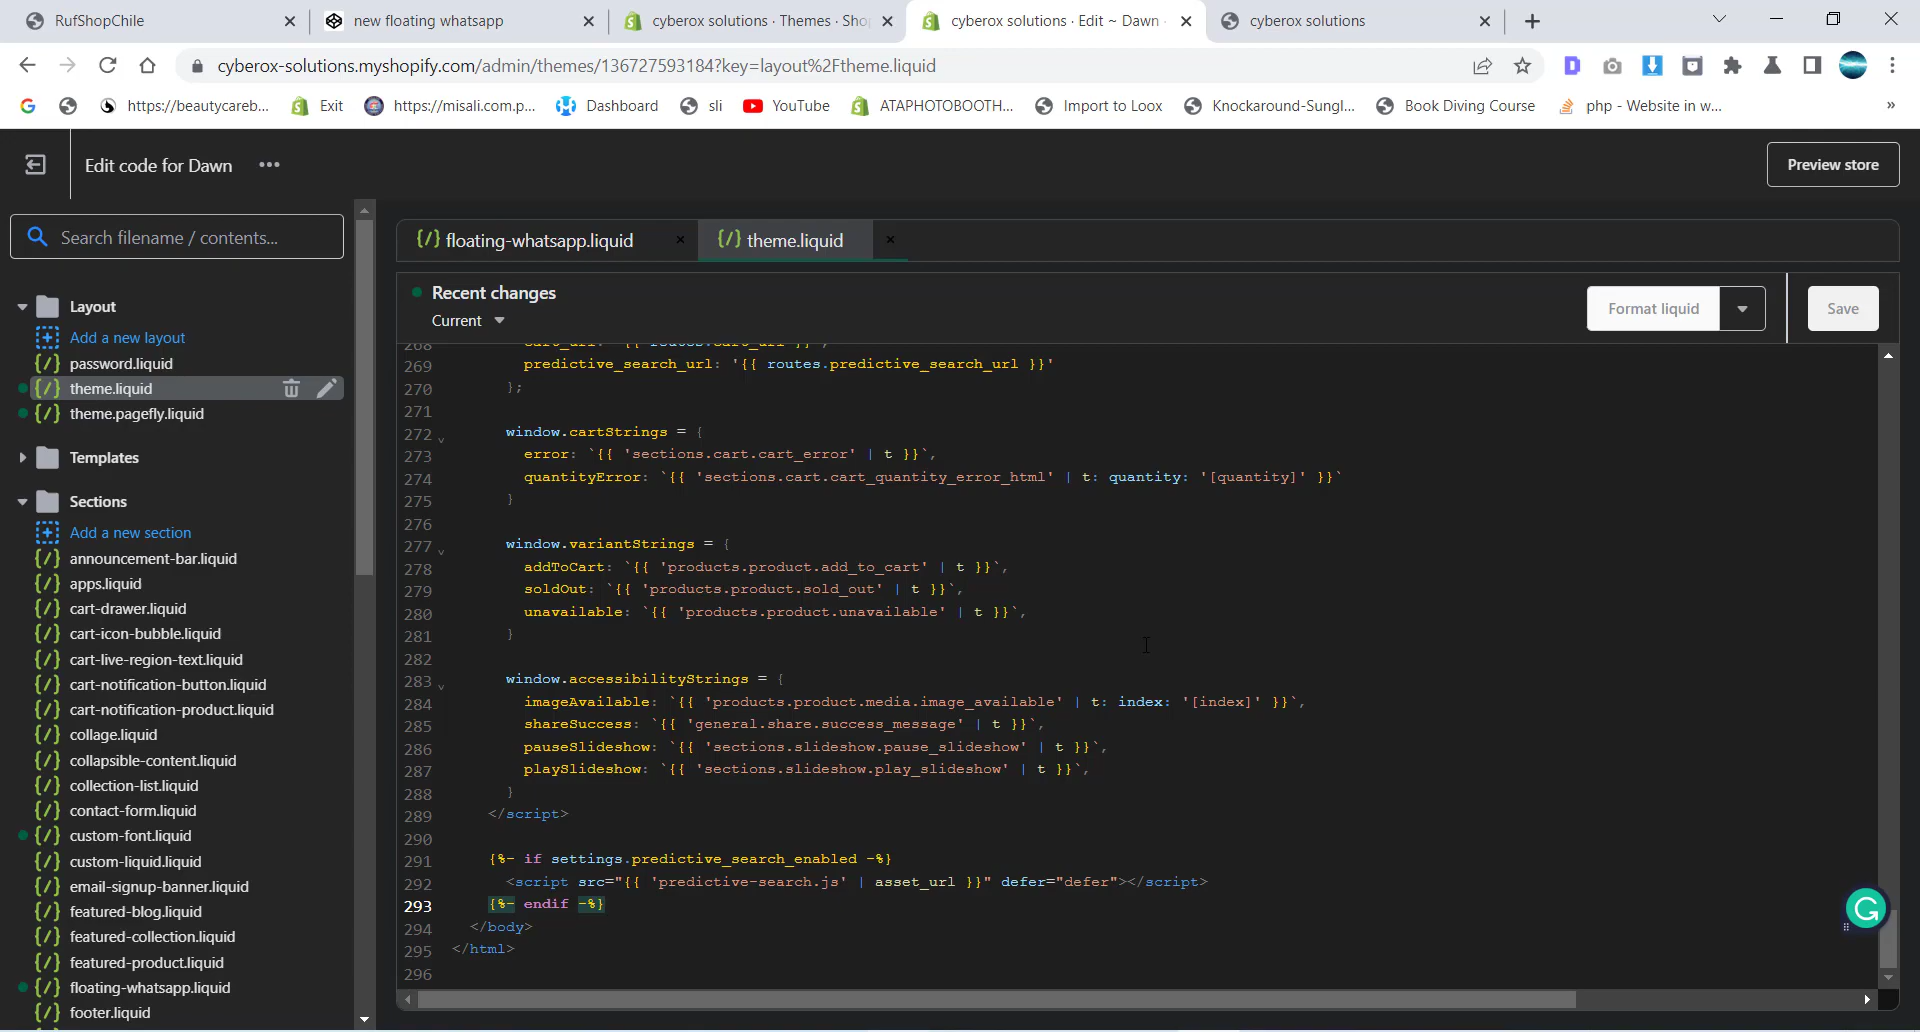 RufShopChile
new floating whatsapp
cyberox solutions · Themes · Sho
cyberox solutions · Edit ~ Dawn ·
cyberox solutions
cyberox-solutions.myshopify.com/admin/themes/136727593184?key=layout%2Ftheme.liquid
https://beautycareb...
Exit
https://misali.com.p...
Dashboard
sli
YouTube
ATAPHOTOBOOTH...
Import to Loox
Knockaround-Sungl...
Book Diving Course
php - Website in w...
»
Edit code for Dawn
Preview store
Search filename / contents...
Layout
Add a new layout
{/} password.liquid
{/} theme.liquid
{/} theme.pagefly.liquid
Templates
Sections
Add a new section
{/} announcement-bar.liquid
{/} apps.liquid
{/} cart-drawer.liquid
{/} cart-icon-bubble.liquid
{/} cart-live-region-text.liquid
{/} cart-notification-button.liquid
{/} cart-notification-product.liquid
{/} collage.liquid
{/} collapsible-content.liquid
{/} collection-list.liquid
{/} contact-form.liquid
{/} custom-font.liquid
{/} custom-liquid.liquid
{/} email-signup-banner.liquid
{/} featured-blog.liquid
{/} featured-collection.liquid
{/} featured-product.liquid
{/} floating-whatsapp.liquid
{/} footer.liquid
{/} floating-whatsapp.liquid ×
{/} theme.liquid ×
Recent changes
Current
Format liquid
Save
268 cart_url: '{{ routes.cart_url }}',
269 predictive_search_url: '{{ routes.predictive_search_url }}'
270 };
271
272 window.cartStrings = {
273 error: `{{ 'sections.cart.cart_error' | t }}`,
274 quantityError: `{{ 'sections.cart.cart_quantity_error_html' | t: quantity: '[quantity]' }}`
275 }
276
277 window.variantStrings = {
278 addToCart: `{{ 'products.product.add_to_cart' | t }}`,
279 soldOut: `{{ 'products.product.sold_out' | t }}`,
280 unavailable: `{{ 'products.product.unavailable' | t }}`,
281 }
282
283 window.accessibilityStrings = {
284 imageAvailable: `{{ 'products.product.media.image_available' | t: index: '[index]' }}`,
285 shareSuccess: `{{ 'general.share.success_message' | t }}`,
286 pauseSlideshow: `{{ 'sections.slideshow.pause_slideshow' | t }}`,
287 playSlideshow: `{{ 'sections.slideshow.play_slideshow' | t }}`,
288 }
289 </script>
290
291 {%- if settings.predictive_search_enabled -%}
292 <script src="{{ 'predictive-search.js' | asset_url }}" defer="defer"></script>
293 {%- endif -%}
294 </body>
295 </html>
296